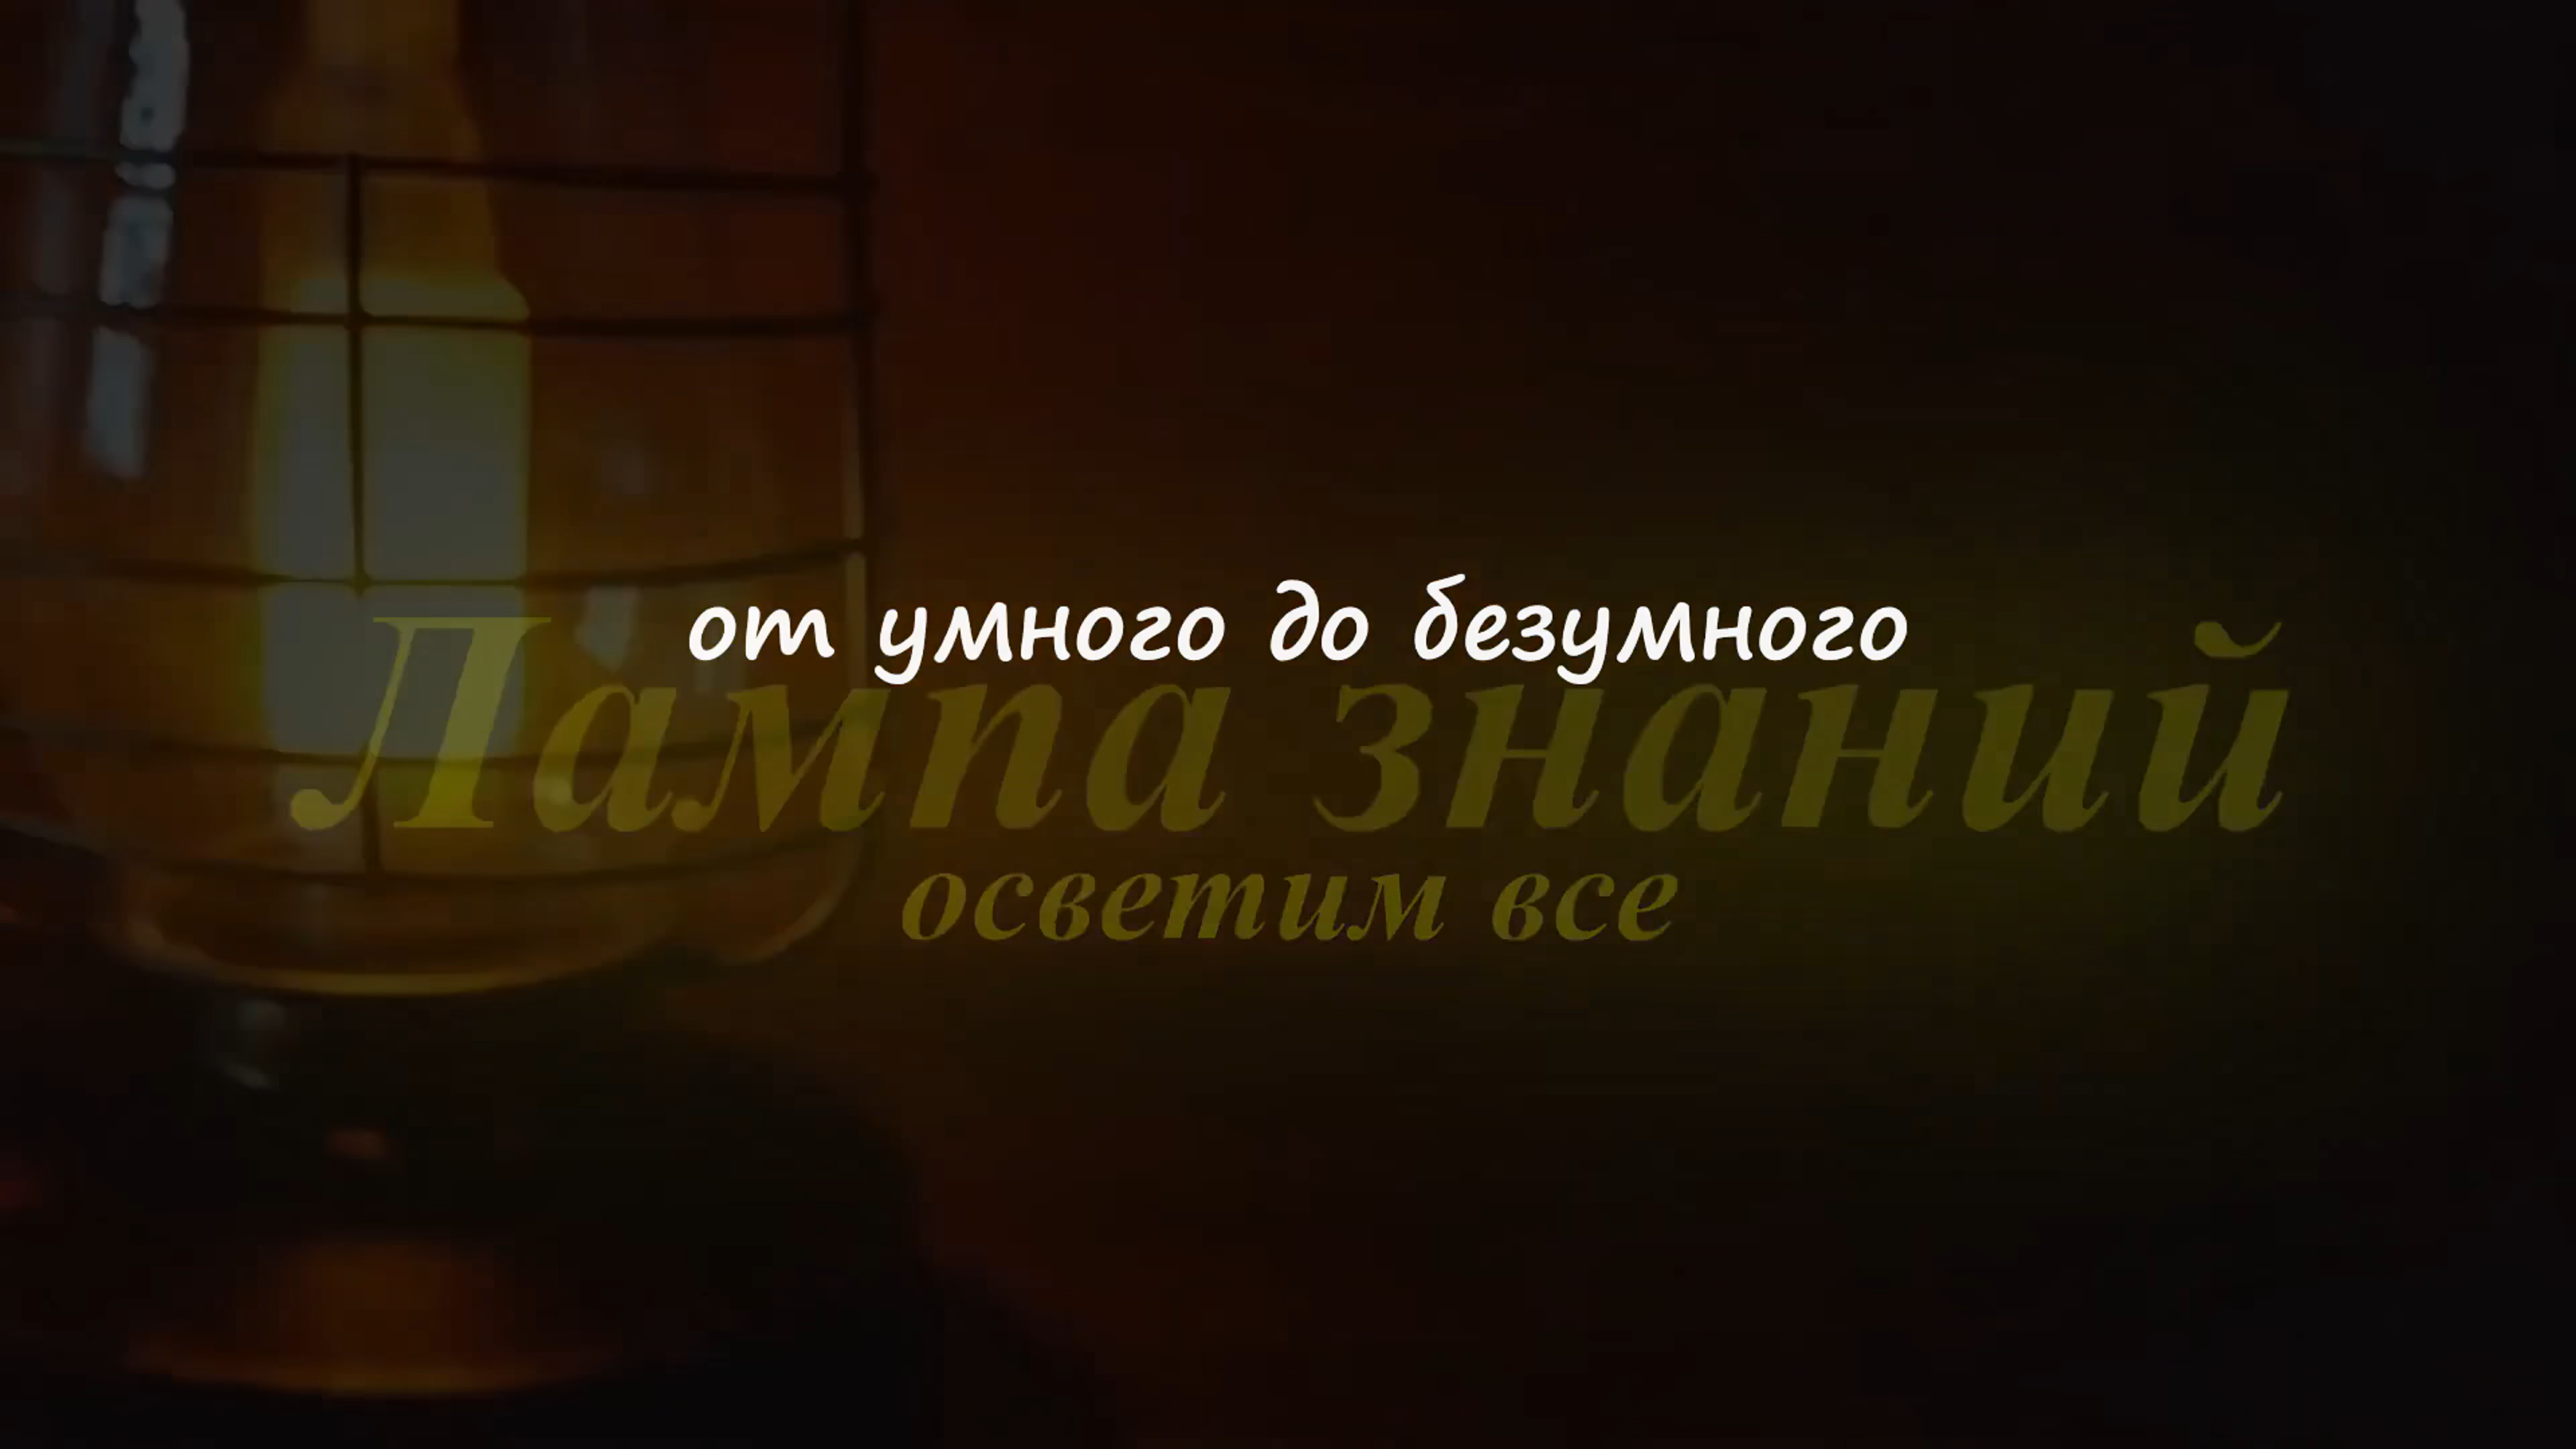 от умного до безумного
Лампа знаний
осветим все